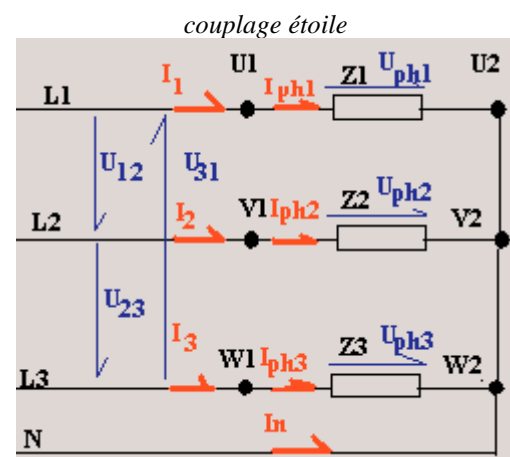 couplage étoile
U1 Z1 Uph1 U2
L1 I1 Iph1
U12 U31
L2 I2 V1 Iph2 Z2 Uph2 V2
U23
L3 I3 W1 Iph3 Z3 Uph3 W2
N In